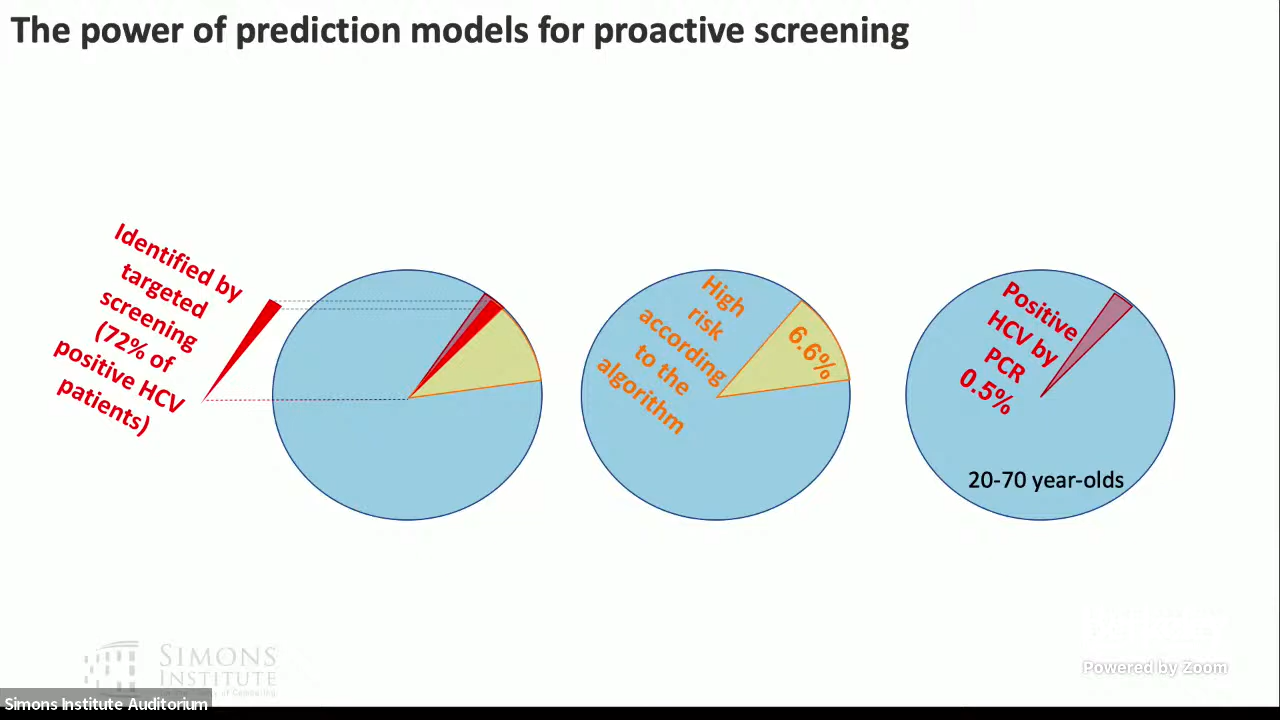 The power of prediction models for proactive screening
Identified by
targeted
screening
(72% of
positive HCV
patients)
High
risk
according
to the
algorithm
6.6%
Positive
HCV by
PCR
0.5%
20-70 year-olds
SIMONS
INSTITUTE
of Computing
Powered by Zoom
Simons Institute Auditorium